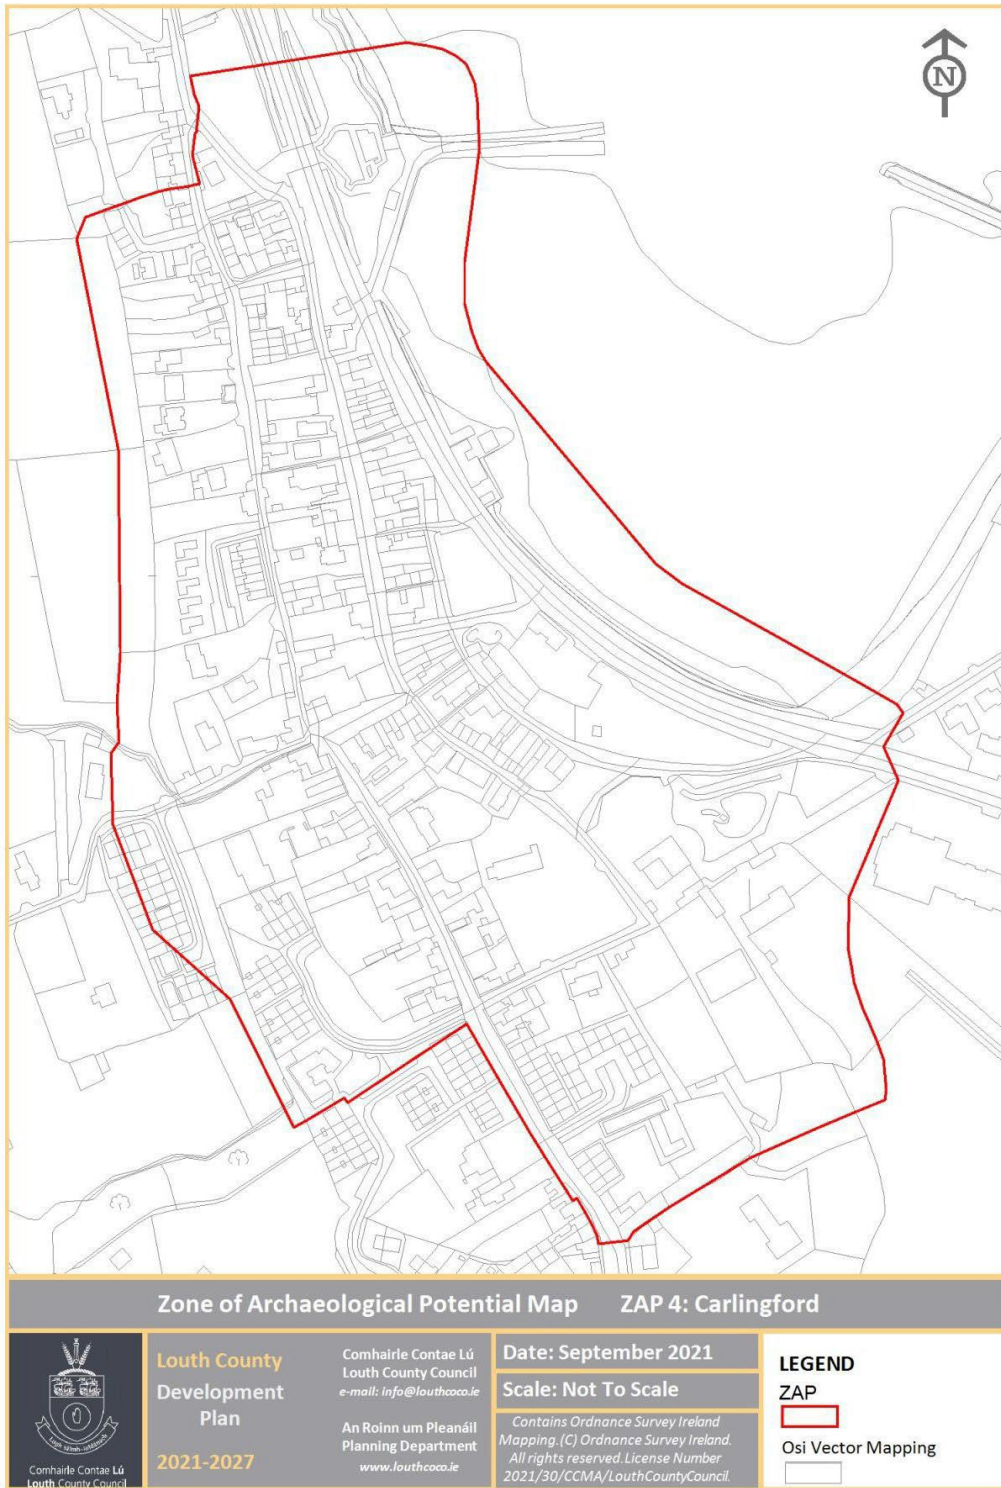 N
Zone of Archaeological Potential Map ZAP 4: Carlingford
Comhairle Contae Lú
Louth County Council
Louth County
Development
Plan
2021-2027
Comhairle Contae Lú
Louth County Council
e-mail: info@louthcoco.ie
An Roinn um Pleanáil
Planning Department
www.louthcoco.ie
Date: September 2021
Scale: Not To Scale
Contains Ordnance Survey Ireland
Mapping.(C) Ordnance Survey Ireland.
All rights reserved.License Number
2021/30/CCMA/LouthCountyCouncil.
LEGEND
ZAP
Osi Vector Mapping